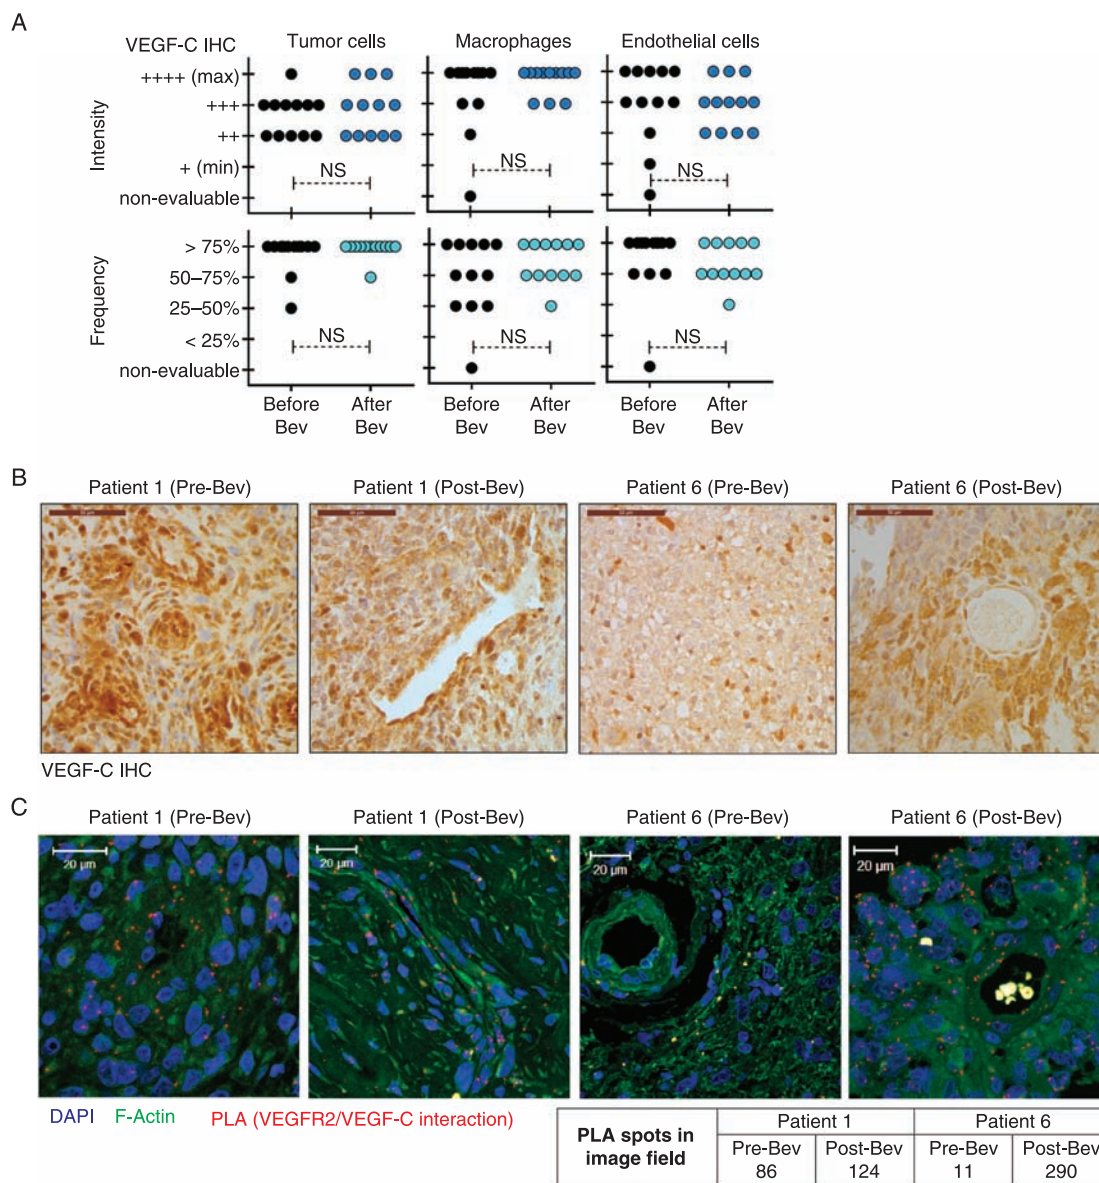 A
VEGF-C IHC
Tumor cells
Macrophages
Endothelial cells
Intensity
++++ (max)
+++
++
+ (min)
non-evaluable
NS
NS
NS
Frequency
> 75%
50–75%
25–50%
< 25%
non-evaluable
NS
NS
NS
Before Bev
After Bev
Before Bev
After Bev
Before Bev
After Bev
B
Patient 1 (Pre-Bev)
Patient 1 (Post-Bev)
Patient 6 (Pre-Bev)
Patient 6 (Post-Bev)
VEGF-C IHC
C
Patient 1 (Pre-Bev)
Patient 1 (Post-Bev)
Patient 6 (Pre-Bev)
Patient 6 (Post-Bev)
20 µm
20 µm
20 µm
20 µm
DAPI F-Actin PLA (VEGFR2/VEGF-C interaction)
PLA spots in image field
Patient 1
Patient 6
Pre-Bev
Post-Bev
Pre-Bev
Post-Bev
86
124
11
290